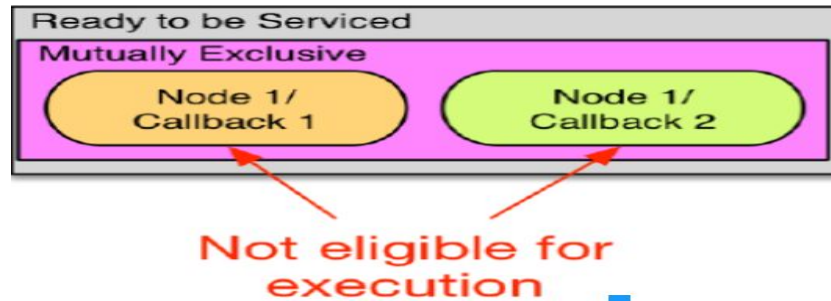 Ready to be Serviced
Mutually Exclusive
Node 1/
Callback 1
Node 1/
Callback 2
Not eligible for
execution